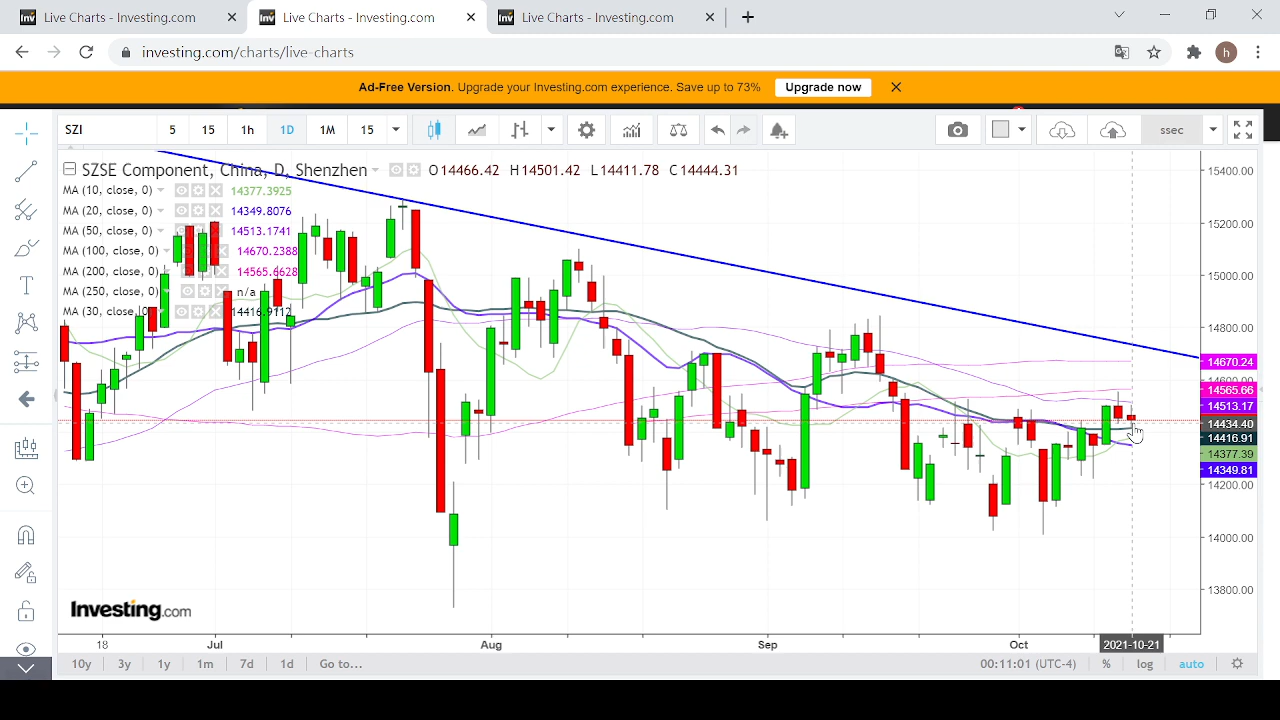 Live Charts - Investing.com
Live Charts - Investing.com
Live Charts - Investing.com
investing.com/charts/live-charts
h
Ad-Free Version. Upgrade your Investing.com experience. Save up to 73%
Upgrade now
SZI
5
15
1h
1D
1M
15
ssec
SZSE Component, China, D, Shenzhen
O14466.42 H14501.42 L14411.78 C14444.31
MA (10, close, 0) 14377.3925
MA (20, close, 0) 14349.8076
MA (50, close, 0) 14513.1741
MA (100, close, 0) 14670.2388
MA (200, close, 0) 14565.6628
MA (250, close, 0) n/a
MA (30, close, 0) 14416.9112
15400.00
15200.00
15000.00
14800.00
14670.24
14600.00
14565.66
14513.17
14434.40
14416.91
14377.39
14349.81
14200.00
14000.00
13800.00
Investing.com
18
Jul
Aug
Sep
Oct
2021-10-21
10y
3y
1y
1m
7d
1d
Go to...
00:11:01 (UTC-4)
%
log
auto